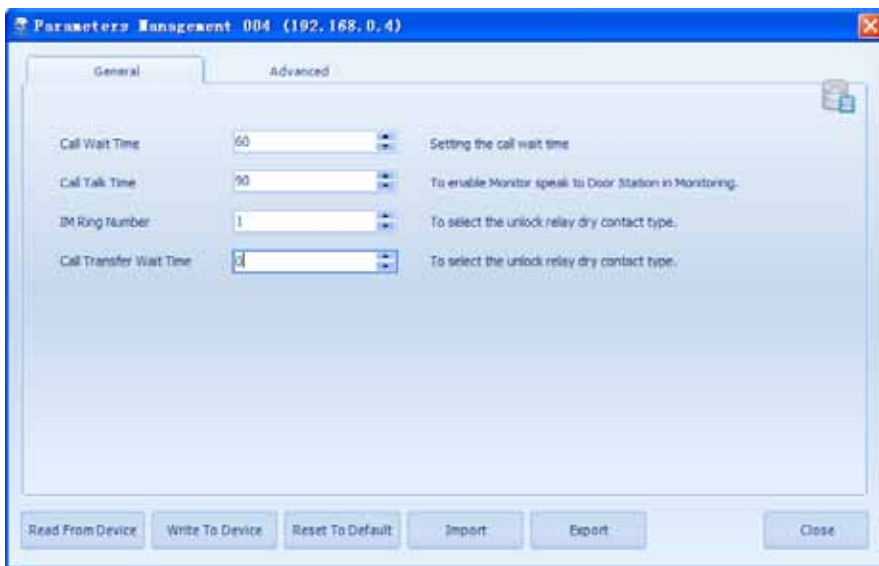 Parameters Management 004 (192.168.0.4)
General Advanced
Call Wait Time 60 Setting the call wait time
Call Talk Time 90 To enable Monitor speak to Door Station in Monitoring.
IM Ring Number 1 To select the unlock relay dry contact type.
Call Transfer Wait Time 0 To select the unlock relay dry contact type.
Read From Device Write To Device Reset To Default Import Export Close